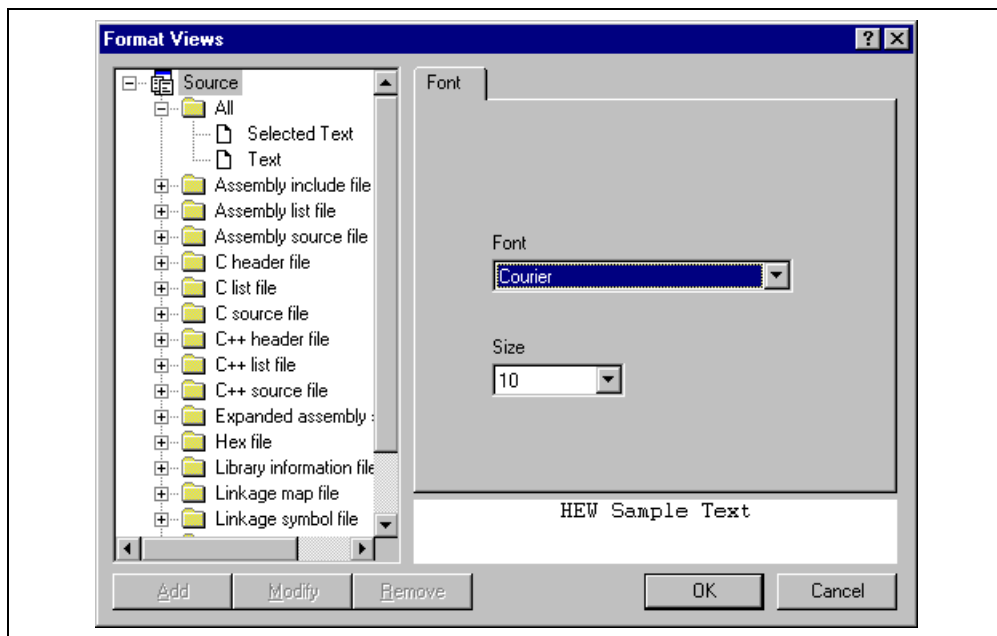 Format Views
Source
All
Selected Text
Text
Assembly include file
Assembly list file
Assembly source file
C header file
C list file
C source file
C++ header file
C++ list file
C++ source file
Expanded assembly
Hex file
Library information file
Linkage map file
Linkage symbol file
Font
Font
Courier
Size
10
HEW Sample Text
Add
Modify
Remove
OK
Cancel